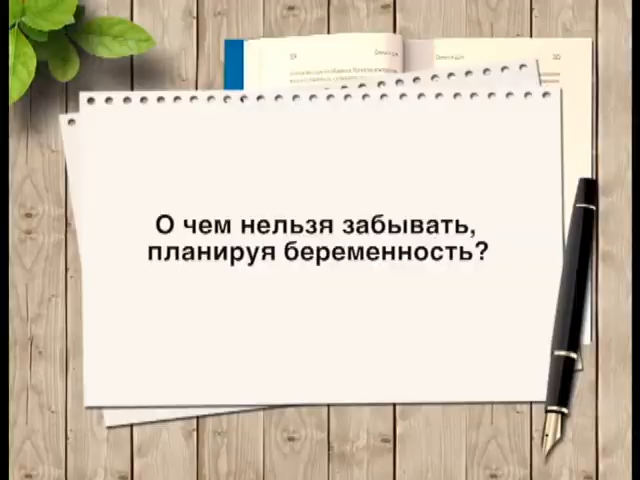 О чем нельзя забывать,
планируя беременность?